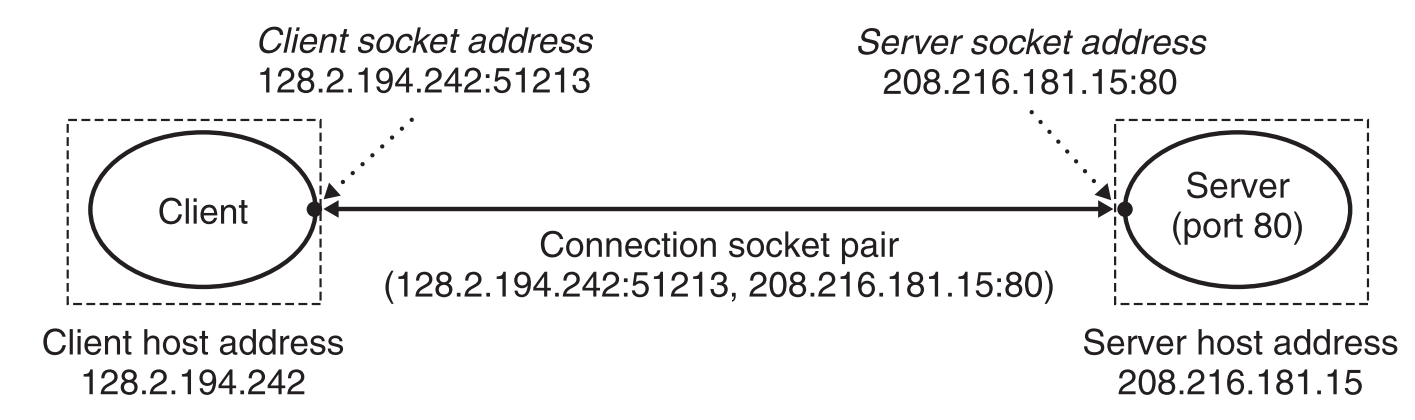 Client socket address
128.2.194.242:51213
Server socket address
208.216.181.15:80
Client
Server
(port 80)
Connection socket pair
(128.2.194.242:51213, 208.216.181.15:80)
Client host address
128.2.194.242
Server host address
208.216.181.15